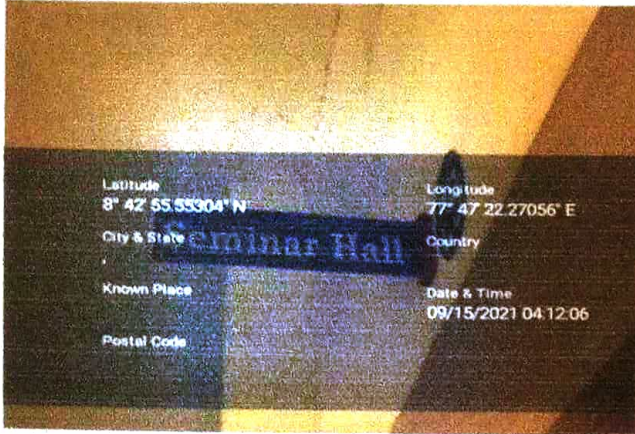 Latitude
8° 42' 55.55304" N
Longitude
77° 47' 22.27056" E
City & State
,
Country
Seminar Hall
Known Place
Date & Time
09/15/2021 04:12:06
Postal Code